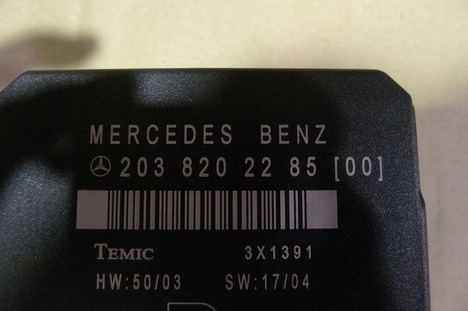 MERCEDES BENZ
203 820 22 85 [00]
TEMIC 3X1391
HW:50/03 SW:17/04